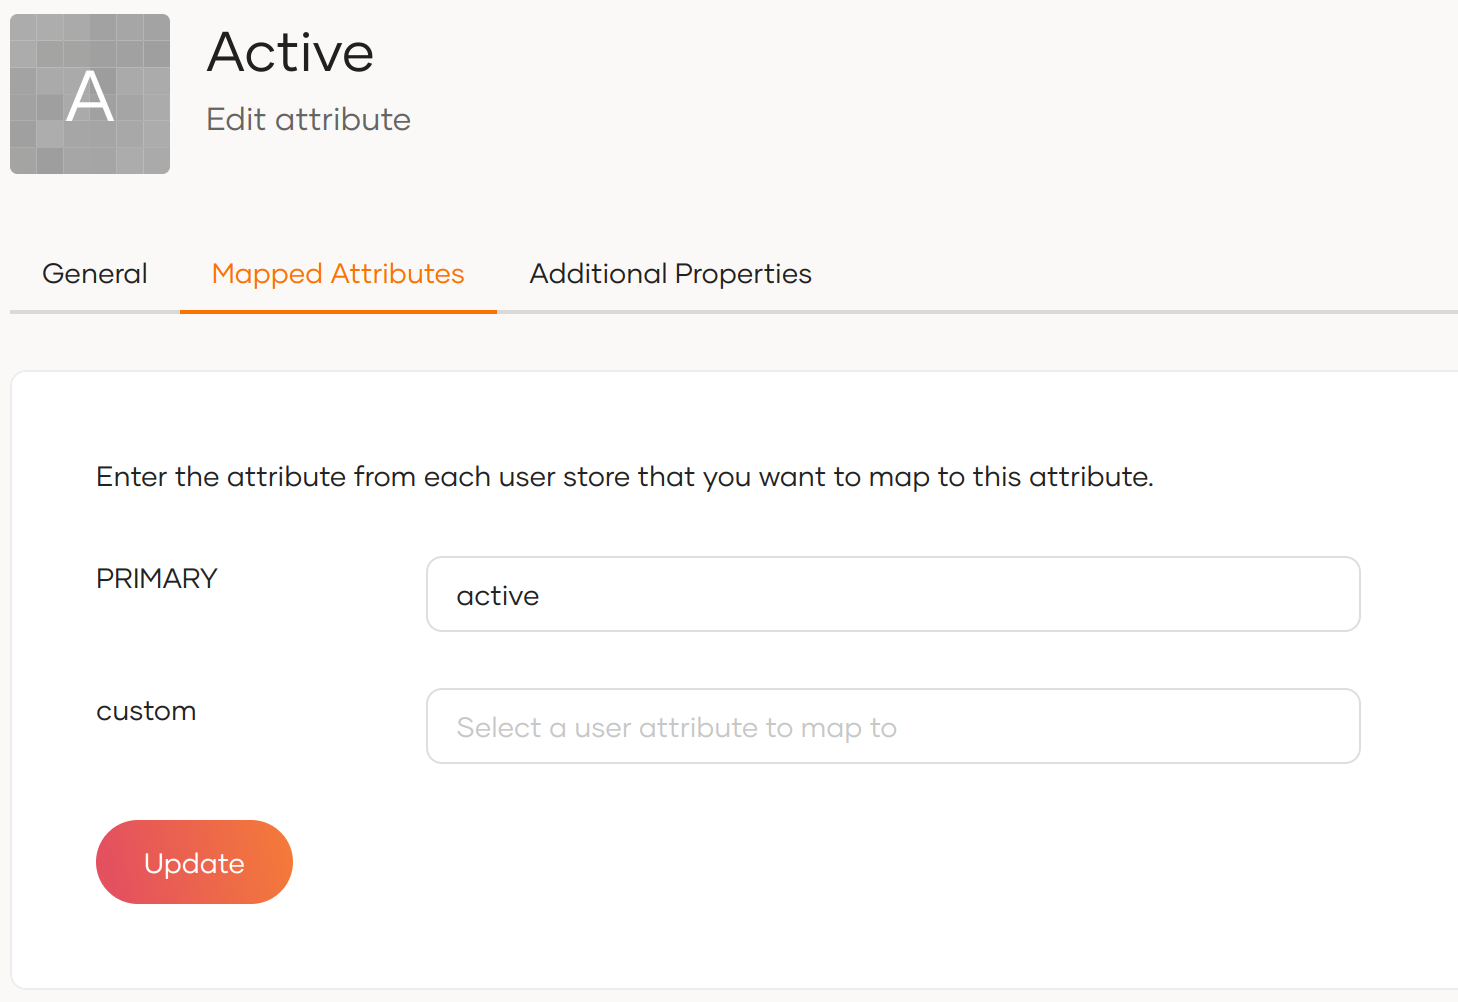 A
Active
Edit attribute
General Mapped Attributes Additional Properties
Enter the attribute from each user store that you want to map to this attribute.
PRIMARY active
custom Select a user attribute to map to
Update